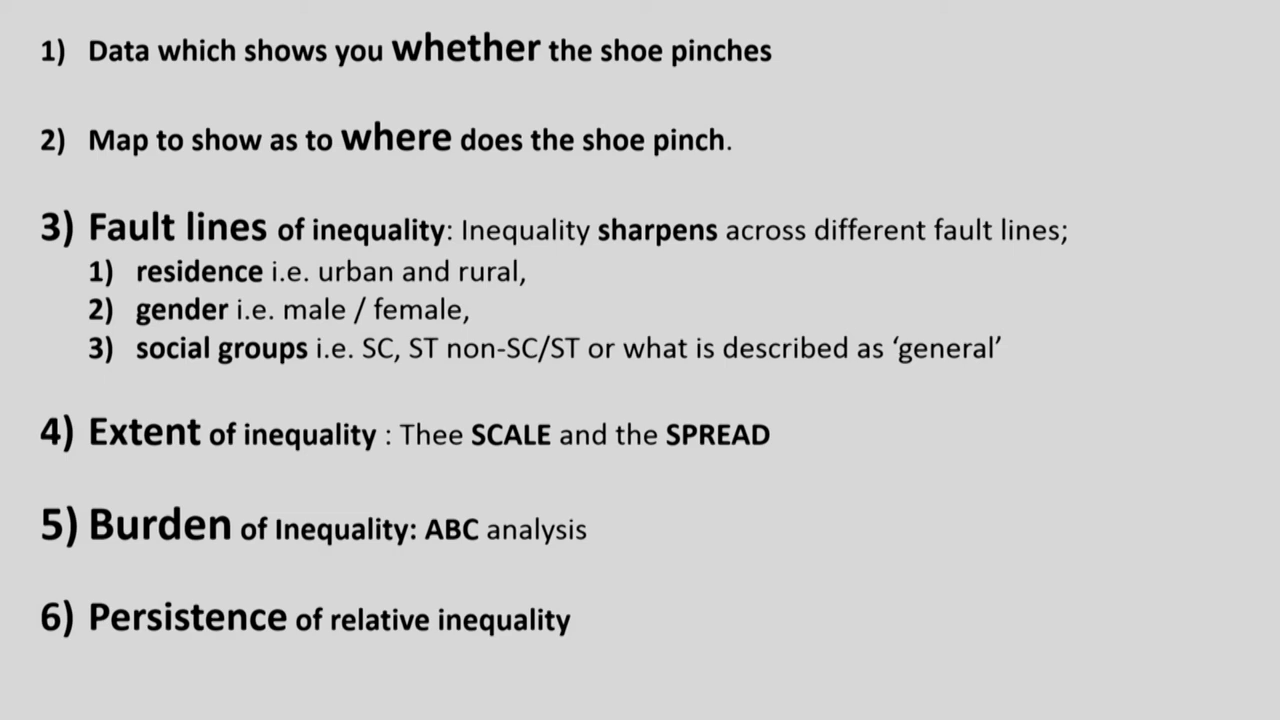 1) Data which shows you whether the shoe pinches
2) Map to show as to where does the shoe pinch.
3) Fault lines of inequality: Inequality sharpens across different fault lines;
1) residence i.e. urban and rural,
2) gender i.e. male / female,
3) social groups i.e. SC, ST non-SC/ST or what is described as ‘general’
4) Extent of inequality : Thee SCALE and the SPREAD
5) Burden of Inequality: ABC analysis
6) Persistence of relative inequality